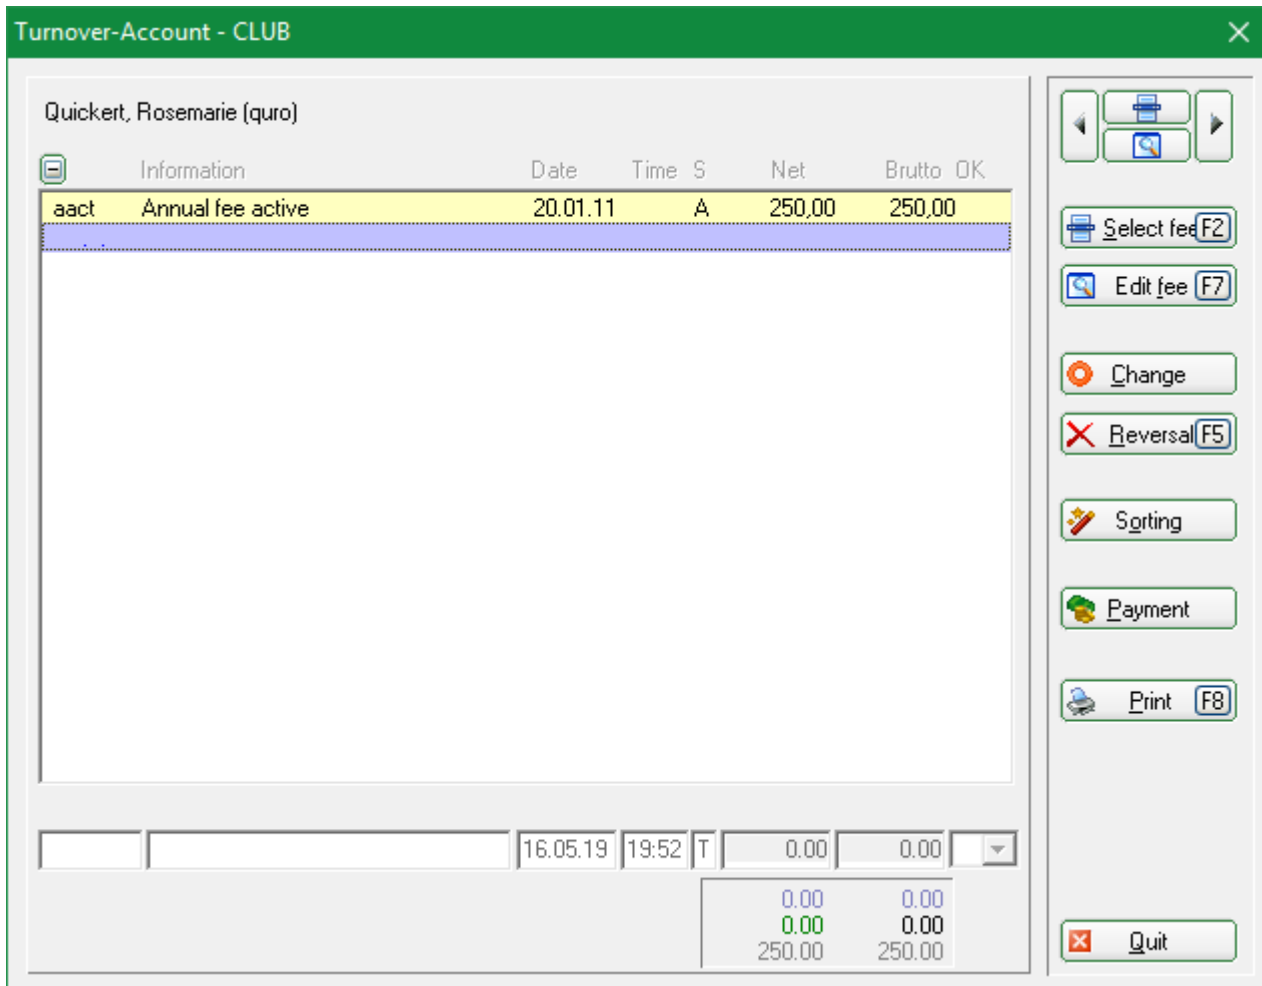 Turnover-Account - CLUB
Quickert, Rosemarie (quro)
Information Date Time S Net Brutto OK
aact Annual fee active 20.01.11 A 250,00 250,00
. .
16.05.19 19:52 T 0.00 0.00
0.00 0.00
0.00 0.00
250.00 250.00
Select fee F2
Edit fee F7
Change
Reversal F5
Sorting
Payment
Print F8
Quit